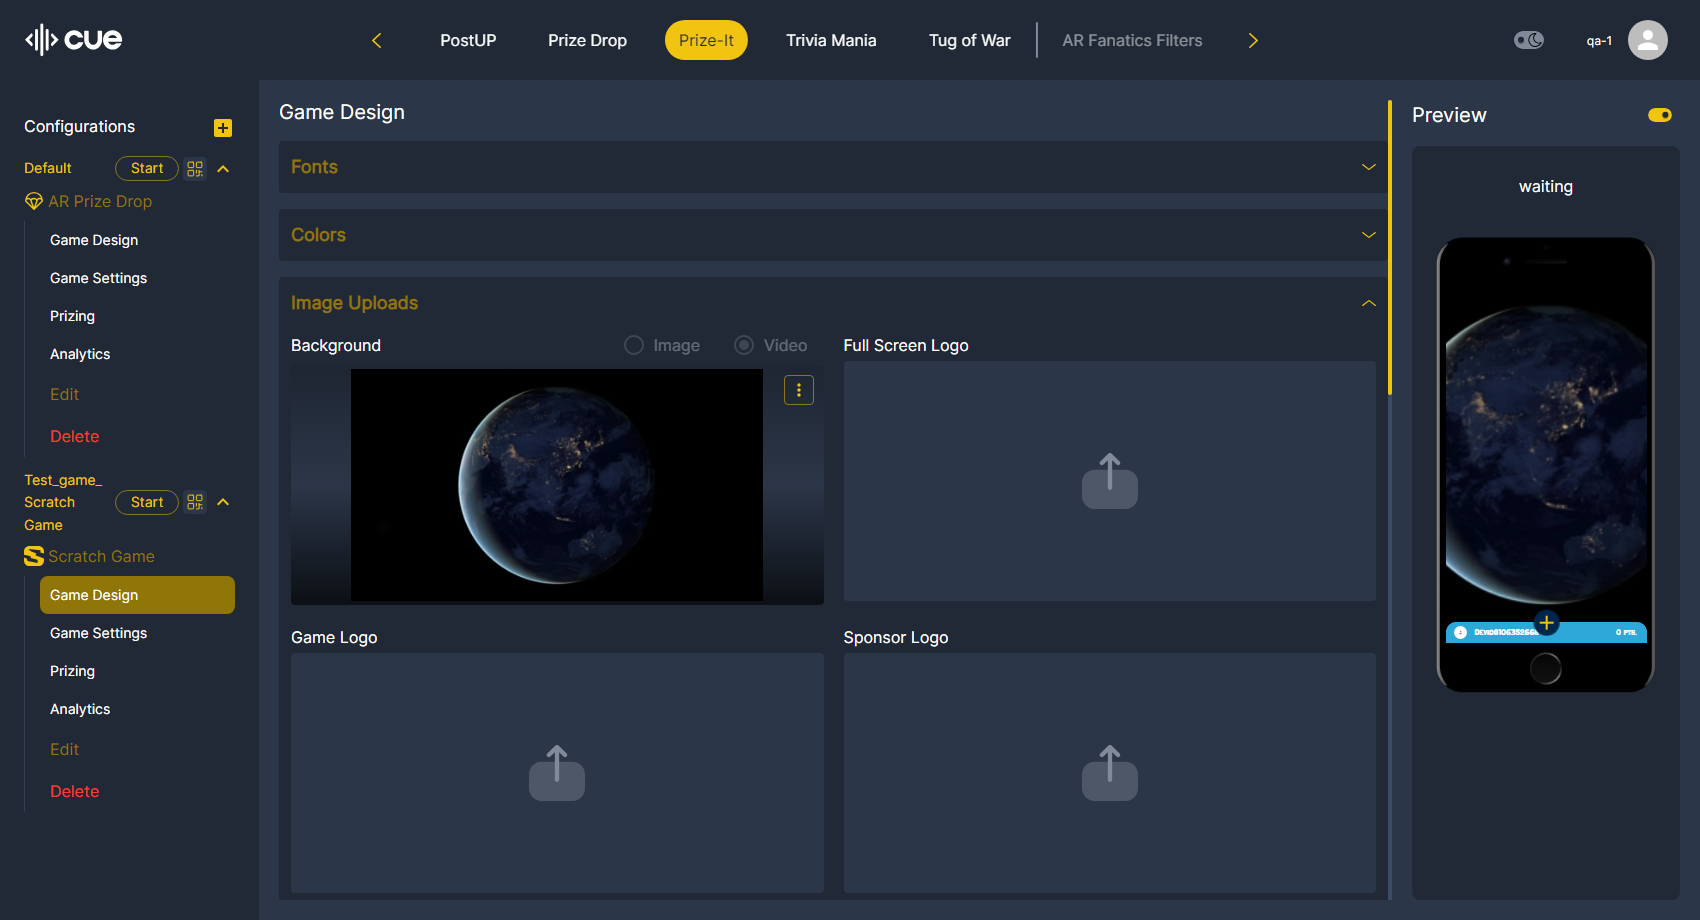 cue
PostUP
Prize Drop
Prize-It
Trivia Mania
Tug of War
AR Fanatics Filters
qa-1
Configurations
Default
Start
AR Prize Drop
Game Design
Game Settings
Prizing
Analytics
Edit
Delete
Test_game_
Scratch
Game
Start
Scratch Game
Game Design
Game Settings
Prizing
Analytics
Edit
Delete
Game Design
Fonts
Colors
Image Uploads
Background
Image
Video
Full Screen Logo
Game Logo
Sponsor Logo
Preview
waiting
0 PTS.